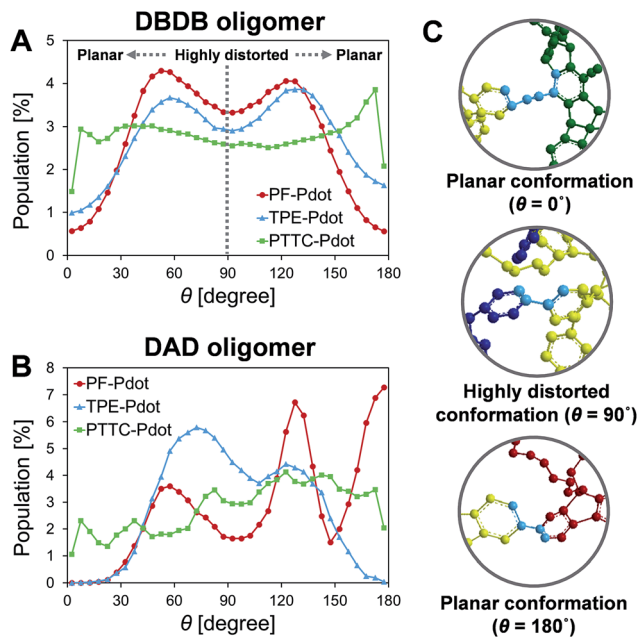 DBDB oligomer
A
Planar
Highly distorted
Planar
Population [%]
5
4
3
2
1
0
PF-Pdot
TPE-Pdot
PTTC-Pdot
0 30 60 90 120 150 180
θ [degree]
DAD oligomer
B
Population [%]
8
7
6
5
4
3
2
1
0
PF-Pdot
TPE-Pdot
PTTC-Pdot
0 30 60 90 120 150 180
θ [degree]
C
Planar conformation
(θ = 0˚)
Highly distorted
conformation (θ = 90˚)
Planar conformation
(θ = 180˚)